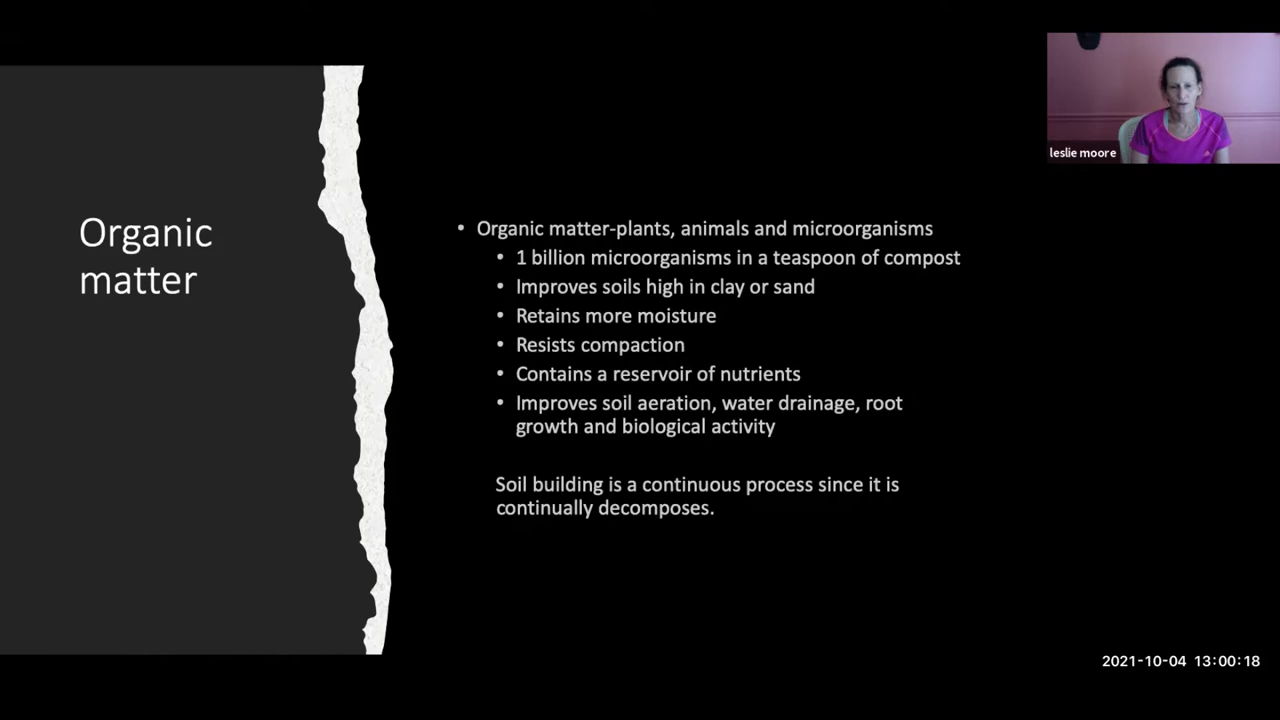 leslie moore
Organic
matter
• Organic matter-plants, animals and microorganisms
• 1 billion microorganisms in a teaspoon of compost
• Improves soils high in clay or sand
• Retains more moisture
• Resists compaction
• Contains a reservoir of nutrients
• Improves soil aeration, water drainage, root
growth and biological activity
Soil building is a continuous process since it is
continually decomposes.
2021-10-04 13:00:18